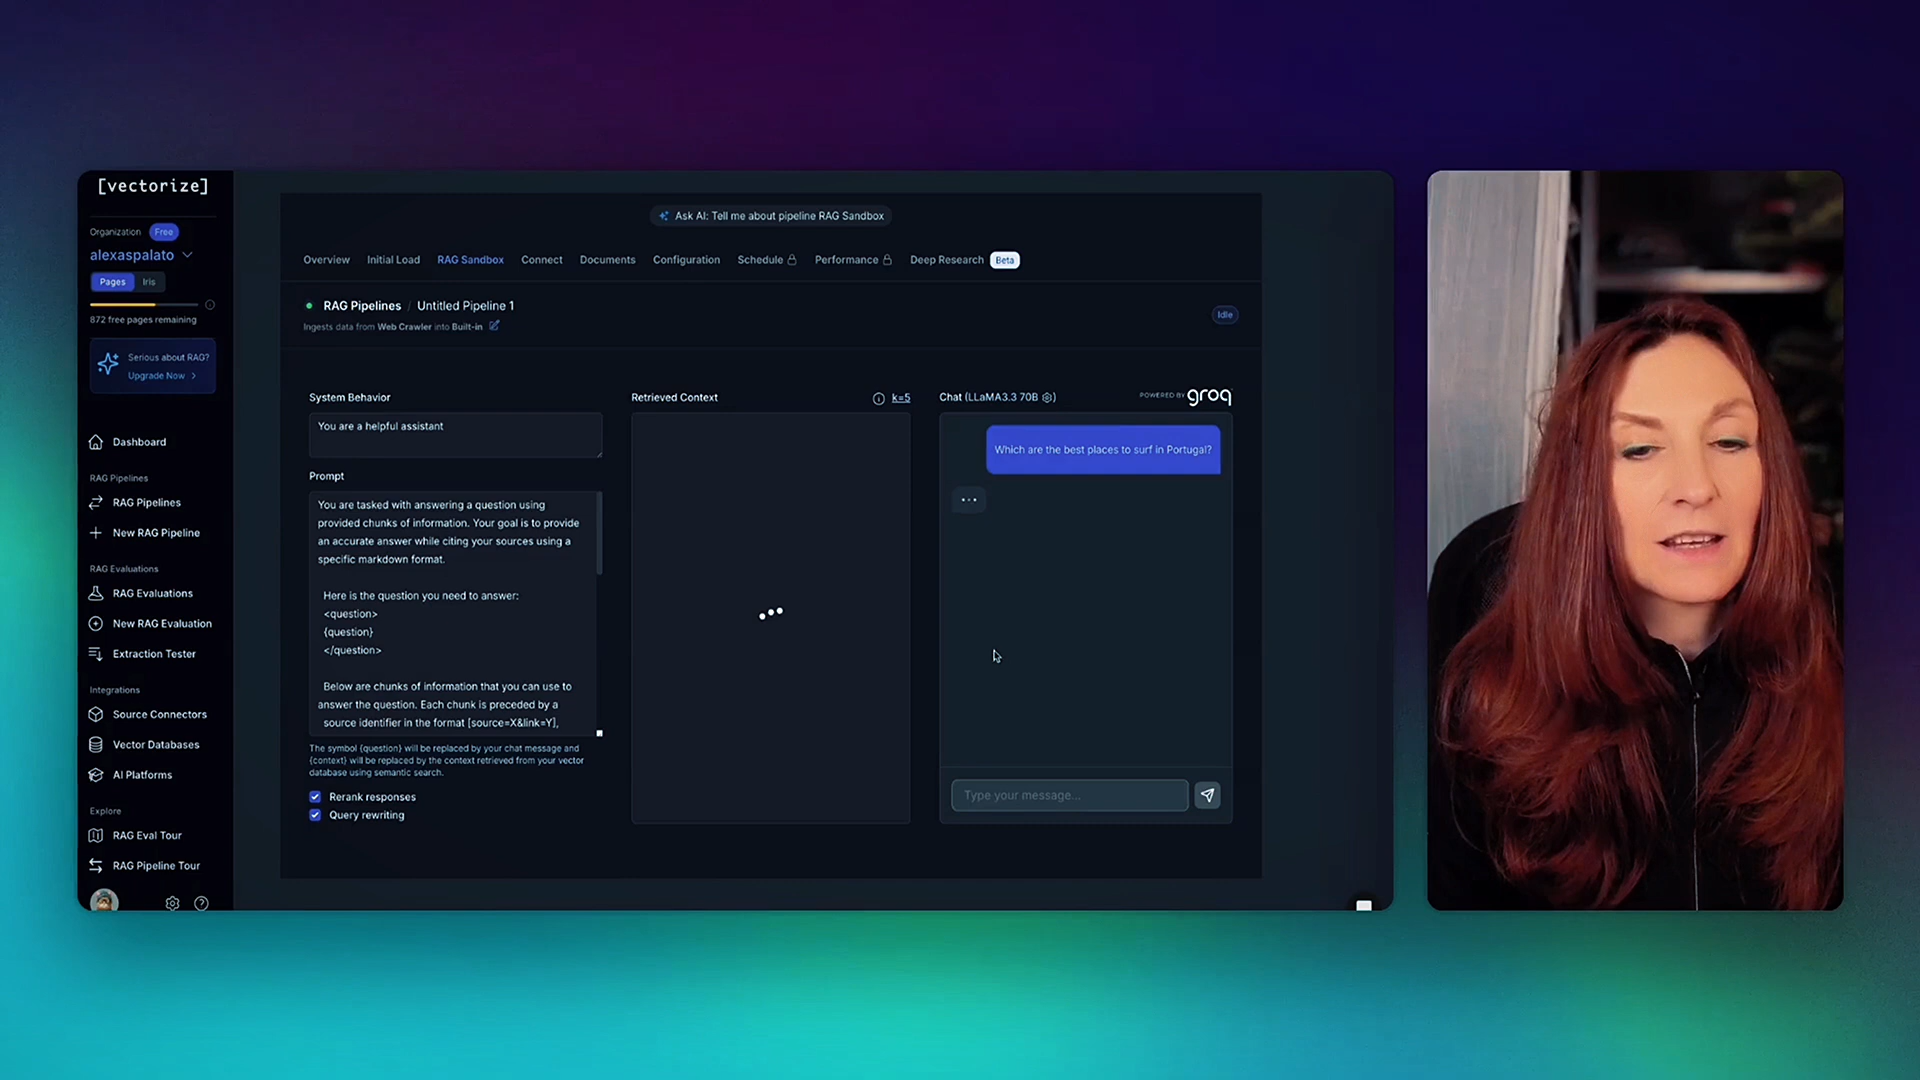 [vectorize]
Organization Free
alexaspalato
Pages Iris
872 free pages remaining
Serious about RAG?
Upgrade Now >
Dashboard
RAG Pipelines
RAG Pipelines
New RAG Pipeline
RAG Evaluations
RAG Evaluations
New RAG Evaluation
Extraction Tester
Integrations
Source Connectors
Vector Databases
AI Platforms
Explore
RAG Eval Tour
RAG Pipeline Tour
Ask AI: Tell me about pipeline RAG Sandbox
Overview Initial Load RAG Sandbox Connect Documents Configuration Schedule Performance Deep Research Beta
RAG Pipelines / Untitled Pipeline 1
Ingests data from Web Crawler into Built-in
Idle
System Behavior
You are a helpful assistant
Prompt
You are tasked with answering a question using
provided chunks of information. Your goal is to provide
an accurate answer while citing your sources using a
specific markdown format.
Here is the question you need to answer:
<question>
{question}
</question>
Below are chunks of information that you can use to
answer the question. Each chunk is preceded by a
source identifier in the format [source=X&link=Y],
The symbol {question} will be replaced by your chat message and
{context} will be replaced by the context retrieved from your vector
database using semantic search.
Rerank responses
Query rewriting
Retrieved Context
k=5
Chat (LLaMA3.3 70B)
POWERED BY groq
Which are the best places to surf in Portugal?
...
Type your message...